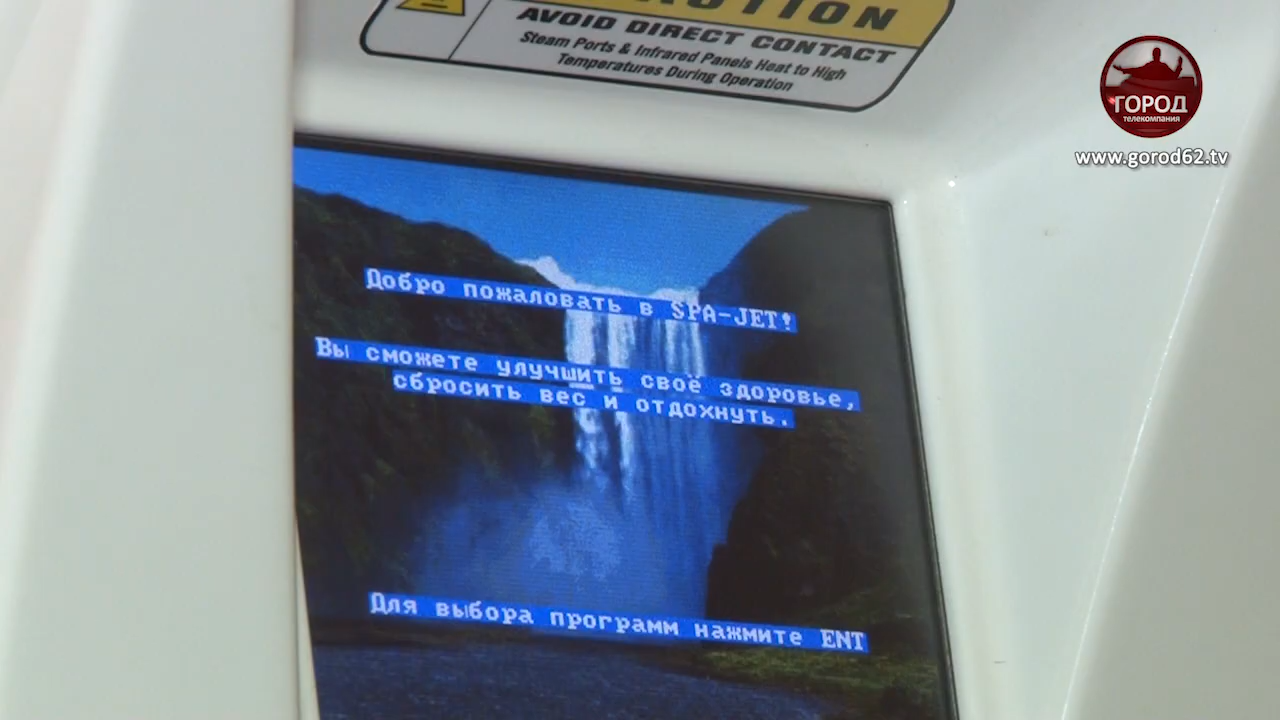 CAUTION
AVOID DIRECT CONTACT
Steam Ports & Infrared Panels Heat to High
Temperatures During Operation
ГОРОД
телекомпания
www.gorod62.tv
Добро пожаловать в SPA-JET!
Вы сможете улучшить своё здоровье,
сбросить вес и отдохнуть.
Для выбора программ нажмите ENT